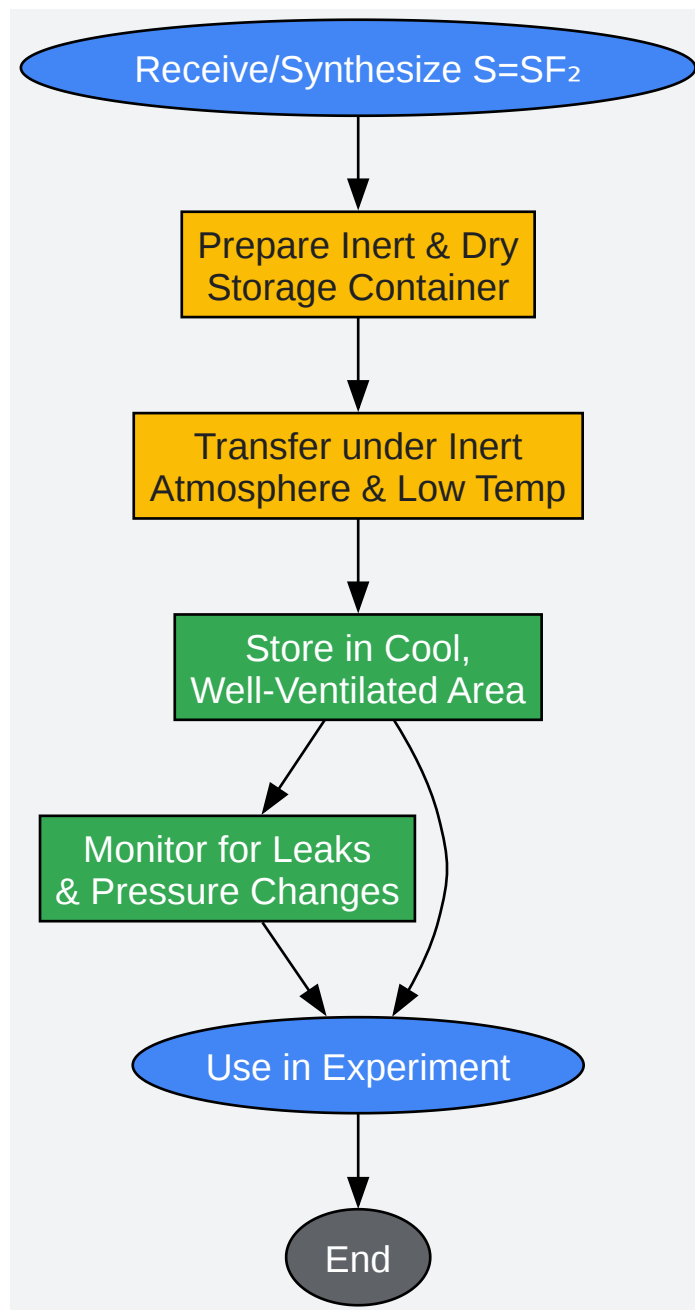 Receive/Synthesize S=SF₂
Prepare Inert & Dry
Storage Container
Transfer under Inert
Atmosphere & Low Temp
Store in Cool,
Well-Ventilated Area
Monitor for Leaks
& Pressure Changes
Use in Experiment
End